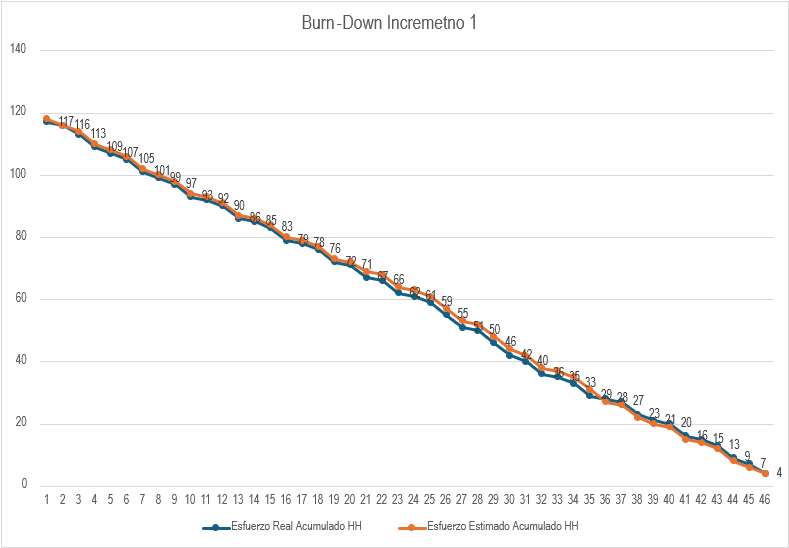 Burn-Down Incremetno 1
140
120
100
80
60
40
20
0
117 116 113 109 107 105 101 99 97 93 92 90 86 85 83 79 78 76 72 71 67 66 62 61 59 55 51 50 46 42 40 36 35 33 29 28 27 23 21 20 16 15 13 9 7 4
1 2 3 4 5 6 7 8 9 10 11 12 13 14 15 16 17 18 19 20 21 22 23 24 25 26 27 28 29 30 31 32 33 34 35 36 37 38 39 40 41 42 43 44 45 46
Esfuerzo Real Acumulado HH Esfuerzo Estimado Acumulado HH